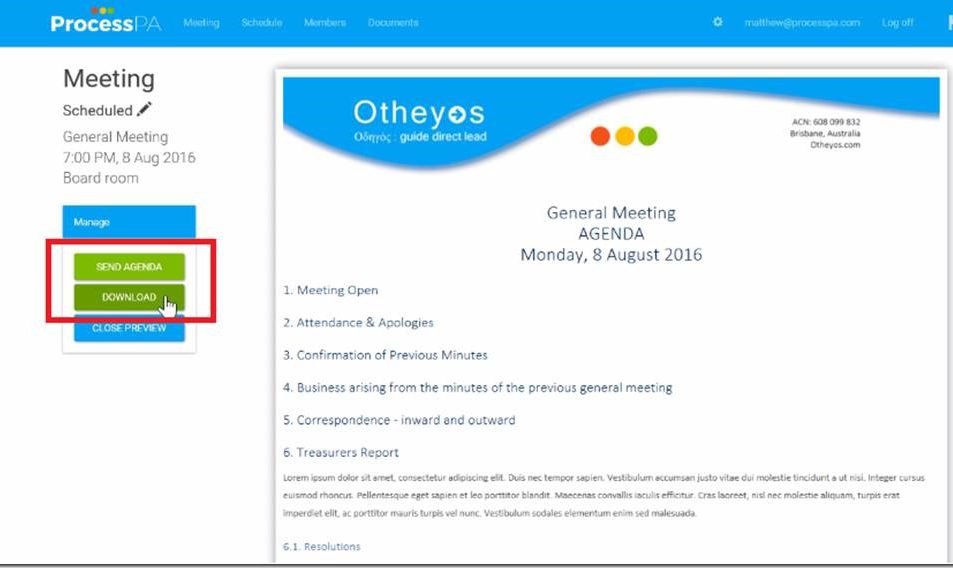 ProcessPA
Meeting Schedule Members Documents
matthew@processpa.com Log off
Meeting
Scheduled
General Meeting
7:00 PM, 8 Aug 2016
Board room
Manage
SEND AGENDA
DOWNLOAD
CLOSE PREVIEW
Otheyos
Οδηγός : guide direct lead
ACN: 608 099 832
Brisbane, Australia
Otheyos.com
General Meeting
AGENDA
Monday, 8 August 2016
1. Meeting Open
2. Attendance & Apologies
3. Confirmation of Previous Minutes
4. Business arising from the minutes of the previous general meeting
5. Correspondence - inward and outward
6. Treasurers Report
Lorem ipsum dolor sit amet, consectetur adipiscing elit. Duis nec tempor sapien. Vestibulum accumsan justo vitae dui molestie tincidunt a ut nisi. Integer cursus
euismod rhoncus. Pellentesque eget sapien et leo porttitor blandit. Maecenas convallis iaculis efficitur. Cras laoreet, nisl nec molestie aliquam, turpis erat
imperdiet elit, ac porttitor mauris turpis vel nunc. Vestibulum sodales elementum enim sed malesuada.
6.1. Resolutions